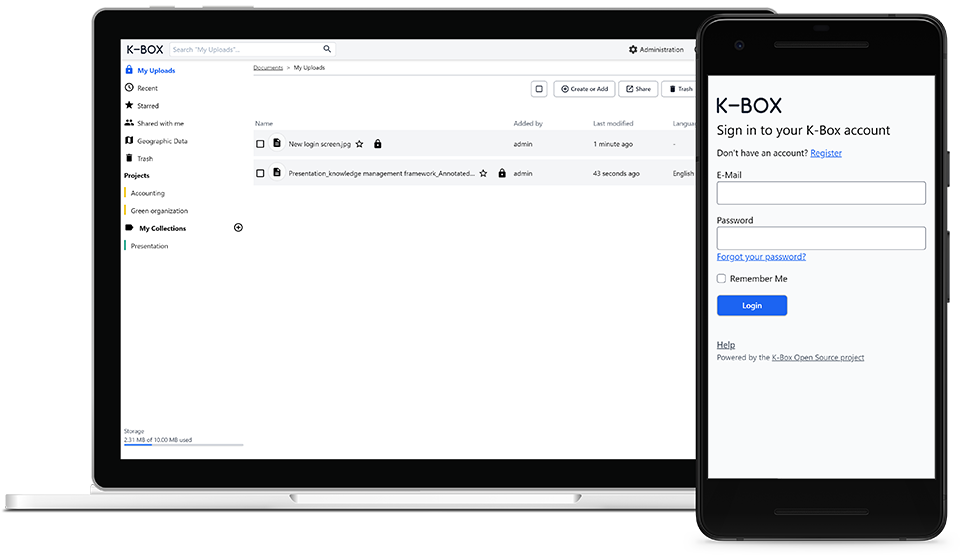 K-BOX
Search "My Uploads"...
Administration
My Uploads
Recent
Starred
Shared with me
Geographic Data
Trash
Projects
Accounting
Green organization
My Collections
Presentation
Storage
2.31 MB of 10.00 MB used
Documents > My Uploads
Create or Add
Share
Trash
Name Added by Last modified Langua
New login screen.jpg admin 1 minute ago -
Presentation_knowledge management framework_Annotated... admin 43 seconds ago English
K-BOX
Sign in to your K-Box account
Don't have an account? Register
E-Mail
Password
Forgot your password?
Remember Me
Login
Help
Powered by the K-Box Open Source project